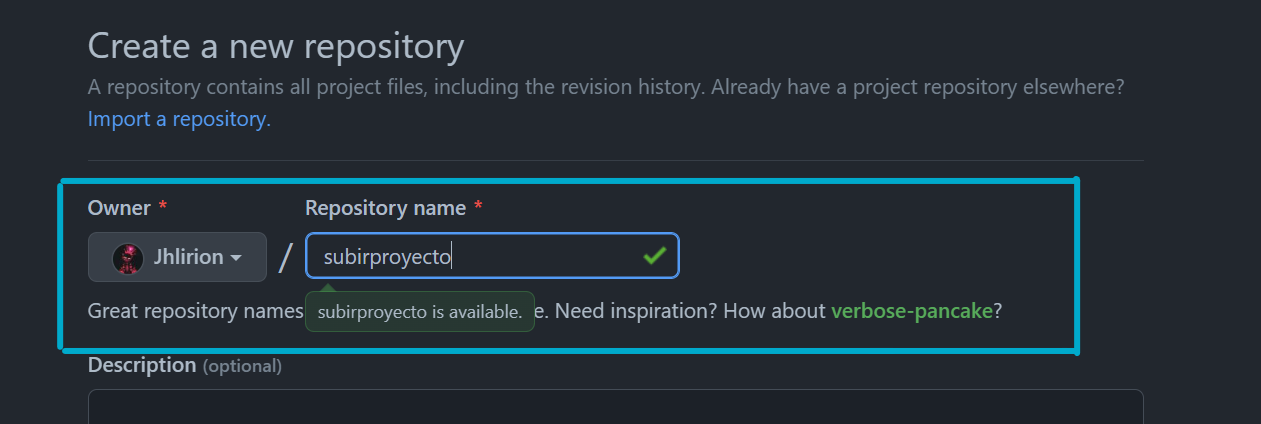 Create a new repository
A repository contains all project files, including the revision history. Already have a project repository elsewhere?
Import a repository.
Owner *
Repository name *
Jhlirion
/
subirproyecto
Great repository names e. Need inspiration? How about verbose-pancake?
subirproyecto is available.
Description (optional)